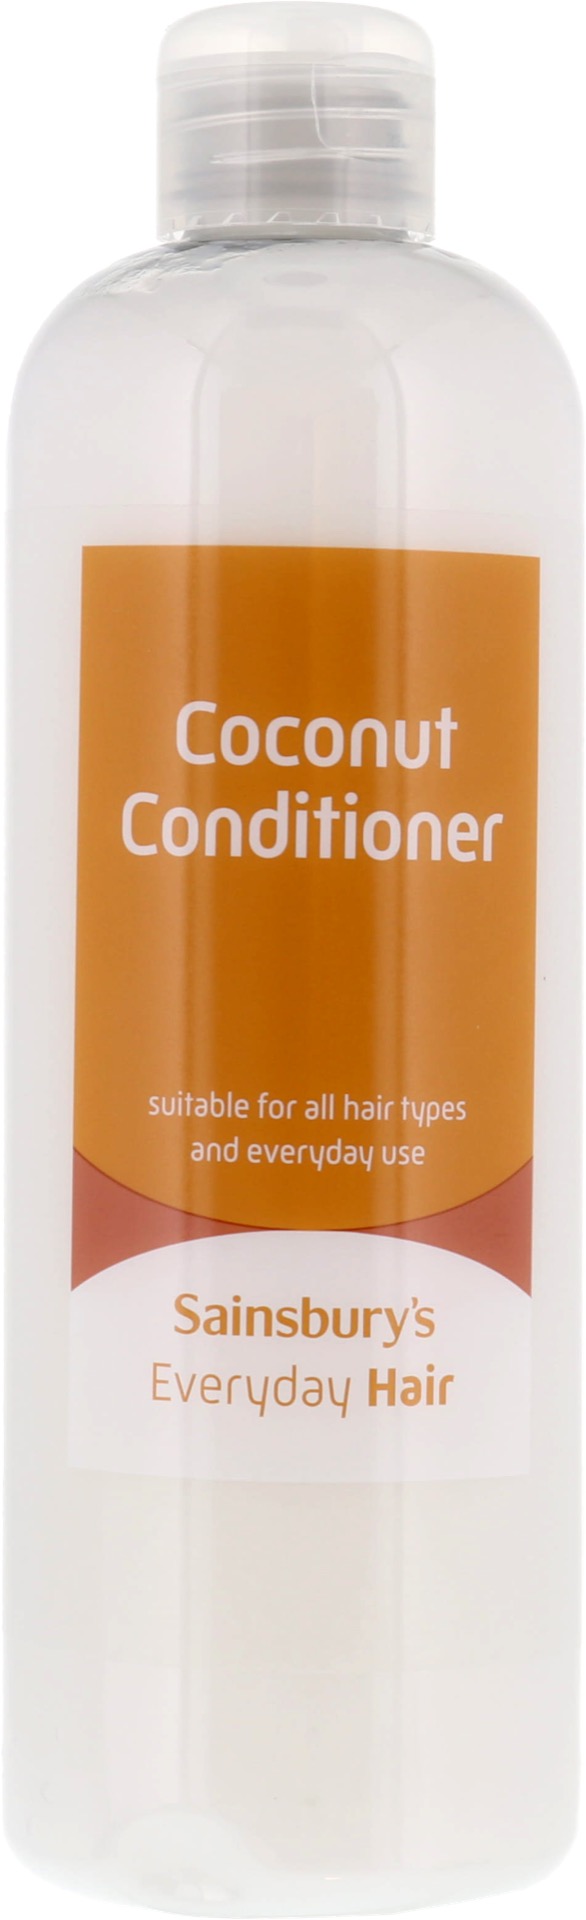 Coconut
Conditioner
suitable for all hair types
and everyday use
Sainsbury's
Everyday Hair